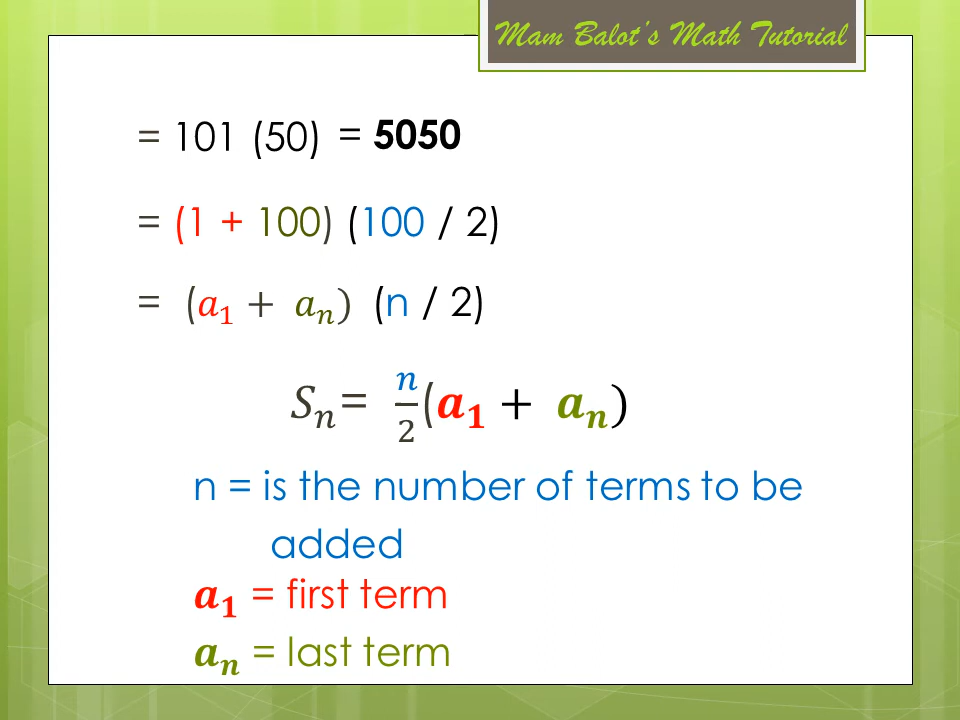 Mam Balot's Math Tutorial
= 101 (50) = 5050
= (1 + 100) (100 / 2)
= (a₁ + aₙ) (n / 2)
Sₙ= n/2(a₁ + aₙ)
n = is the number of terms to be
added
a₁ = first term
aₙ = last term